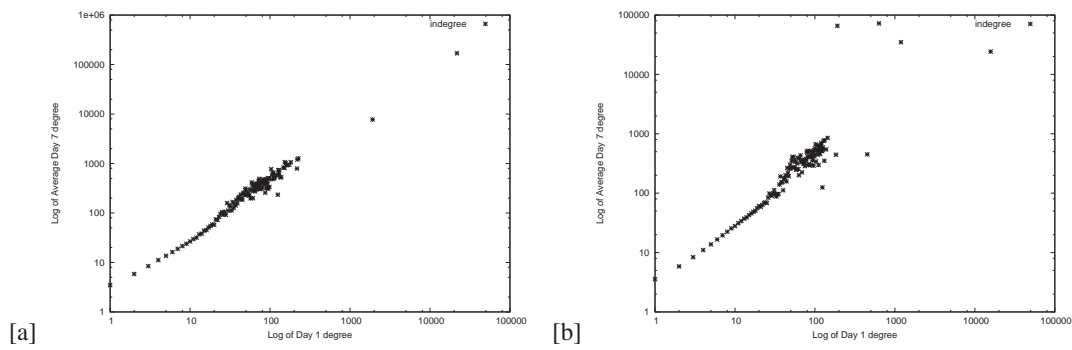 1e+06
100000
10000
1000
100
10
1
1 10 100 1000 10000 100000
Log of Average Day 7 degree
Log of Day 1 degree
indegree
[a]
100000
10000
1000
100
10
1
1 10 100 1000 10000 100000
Log of Average Day 7 degree
Log of Day 1 degree
indegree
[b]